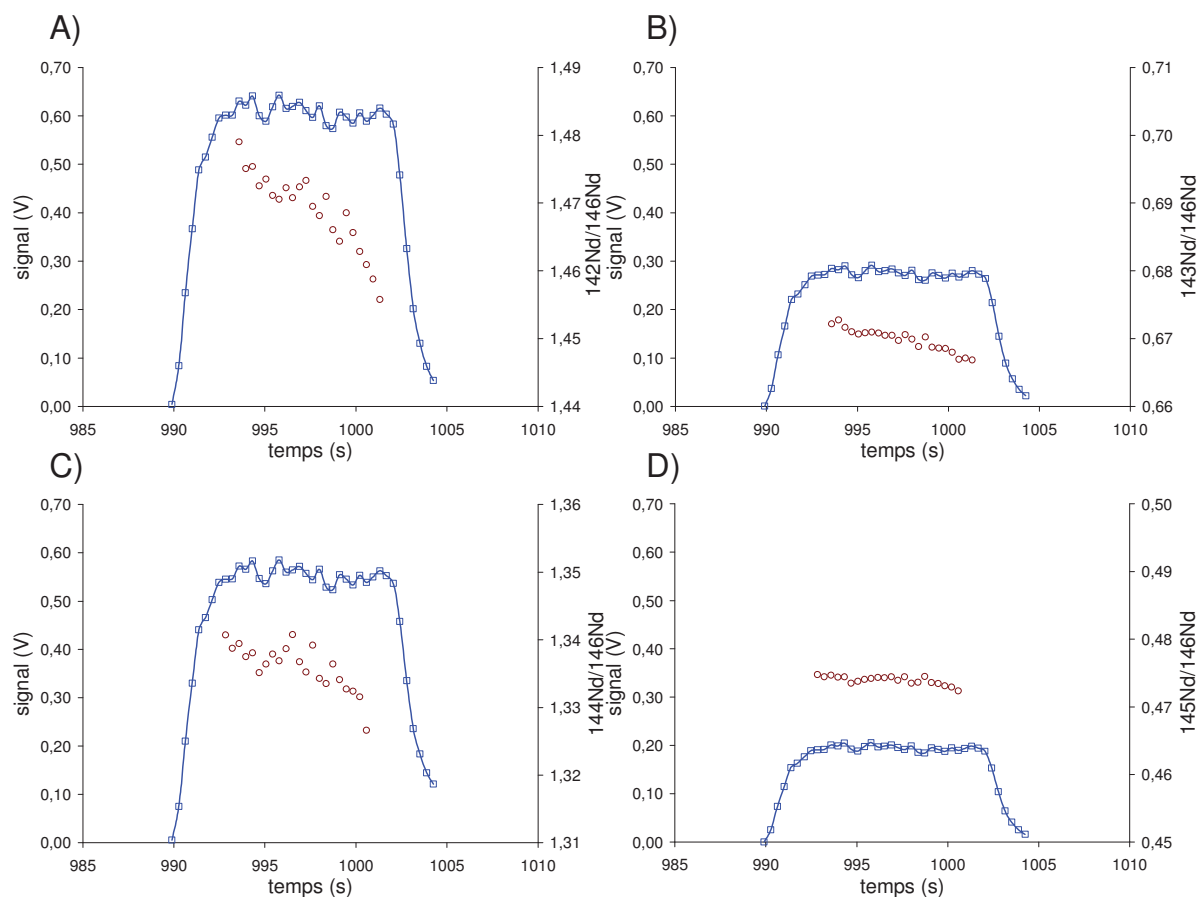 A)
0,70
0,60
0,50
0,40
0,30
0,20
0,10
0,00
signal (V)
1,49
1,48
1,47
1,46
1,45
1,44
142Nd/146Nd
985 990 995 1000 1005 1010
temps (s)
B)
0,70
0,60
0,50
0,40
0,30
0,20
0,10
0,00
signal (V)
0,71
0,70
0,69
0,68
0,67
0,66
143Nd/146Nd
985 990 995 1000 1005 1010
temps (s)
C)
0,70
0,60
0,50
0,40
0,30
0,20
0,10
0,00
signal (V)
1,36
1,35
1,34
1,33
1,32
1,31
144Nd/146Nd
985 990 995 1000 1005 1010
temps (s)
D)
0,70
0,60
0,50
0,40
0,30
0,20
0,10
0,00
signal (V)
0,50
0,49
0,48
0,47
0,46
0,45
145Nd/146Nd
985 990 995 1000 1005 1010
temps (s)